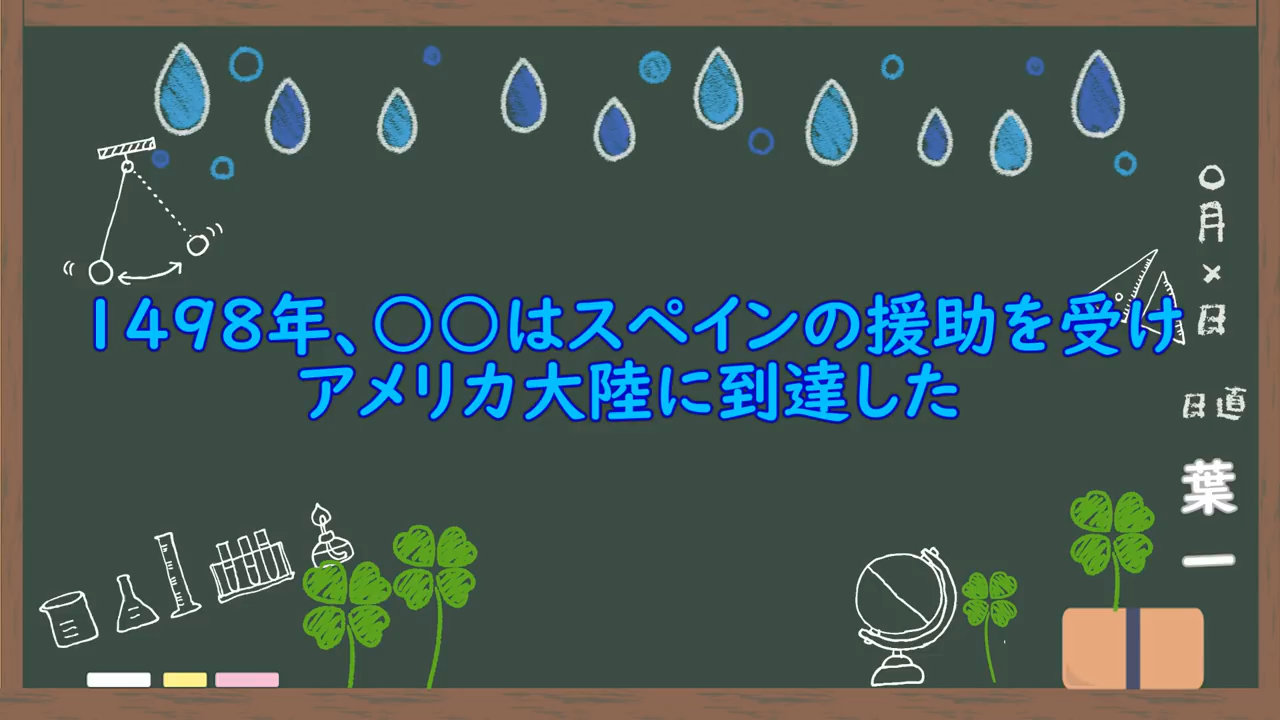 1498年、〇〇はスペインの援助を受け
アメリカ大陸に到達した
〇月×日
日直
葉一